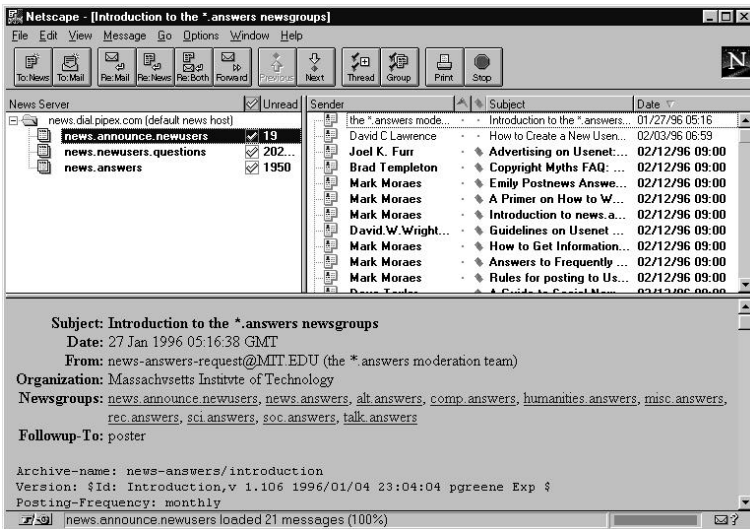 Netscape - [Introduction to the *.answers newsgroups]
File Edit View Message Go Options Window Help
To: News To: Mail Re: Mail Re: News Re: Both Forward Previous Next Thread Group Print Stop N
News Server Unread Sender Subject Date
news.dial.pipex.com (default news host)
news.announce.newusers 19
news.newusers.questions 202...
news.answers 1950
the *.answers mode... Introduction to the *.answers... 01/27/96 05:16
David C Lawrence How to Create a New Usen... 02/03/96 06:59
Joel K. Furr Advertising on Usenet:... 02/12/96 09:00
Brad Templeton Copyright Myths FAQ: ... 02/12/96 09:00
Mark Moraes Emily Postnews Answe... 02/12/96 09:00
Mark Moraes A Primer on How to W... 02/12/96 09:00
Mark Moraes Introduction to news.a... 02/12/96 09:00
David.W.Wright... Guidelines on Usenet ... 02/12/96 09:00
Mark Moraes How to Get Information... 02/12/96 09:00
Mark Moraes Answers to Frequently ... 02/12/96 09:00
Mark Moraes Rules for posting to Us... 02/12/96 09:00
Subject: Introduction to the *.answers newsgroups
Date: 27 Jan 1996 05:16:38 GMT
From: news-answers-request@MIT.EDU (the *.answers moderation team)
Organization: Massachvsetts Institvte of Technology
Newsgroups: news.announce.newusers, news.answers, alt.answers, comp.answers, humanities.answers, misc.answers,
rec.answers, sci.answers, soc.answers, talk.answers
Followup-To: poster
Archive-name: news-answers/introduction
Version: $Id: Introduction,v 1.106 1996/01/04 23:04:04 pgreene Exp $
Posting-Frequency: monthly
news.announce.newusers loaded 21 messages (100%)